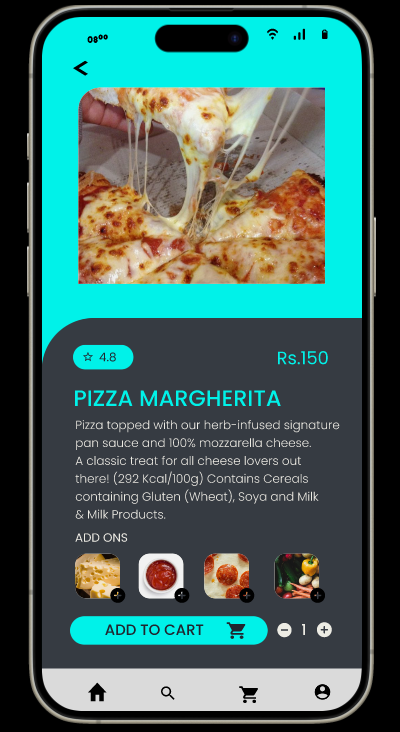 08⁰⁰
4.8
Rs.150
PIZZA MARGHERITA
Pizza topped with our herb-infused signature
pan sauce and 100% mozzarella cheese.
A classic treat for all cheese lovers out
there! (292 Kcal/100g) Contains Cereals
containing Gluten (Wheat), Soya and Milk
& Milk Products.
ADD ONS
ADD TO CART
1